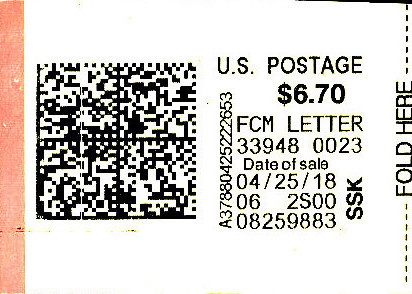 U.S. POSTAGE
$6.70
FCM LETTER
33948 0023
Date of sale
04/25/18
06 2S00
08259883
SSK
A3788042522222653
FOLD HERE